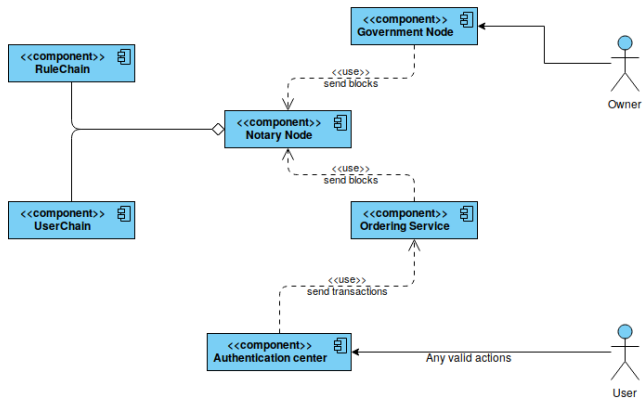 <<component>>
Government Node
<<component>>
RuleChain
<<use>>
send blocks
Owner
<<component>>
Notary Node
<<use>>
send blocks
<<component>>
UserChain
<<component>>
Ordering Service
<<use>>
send transactions
<<component>>
Authentication center
Any valid actions
User